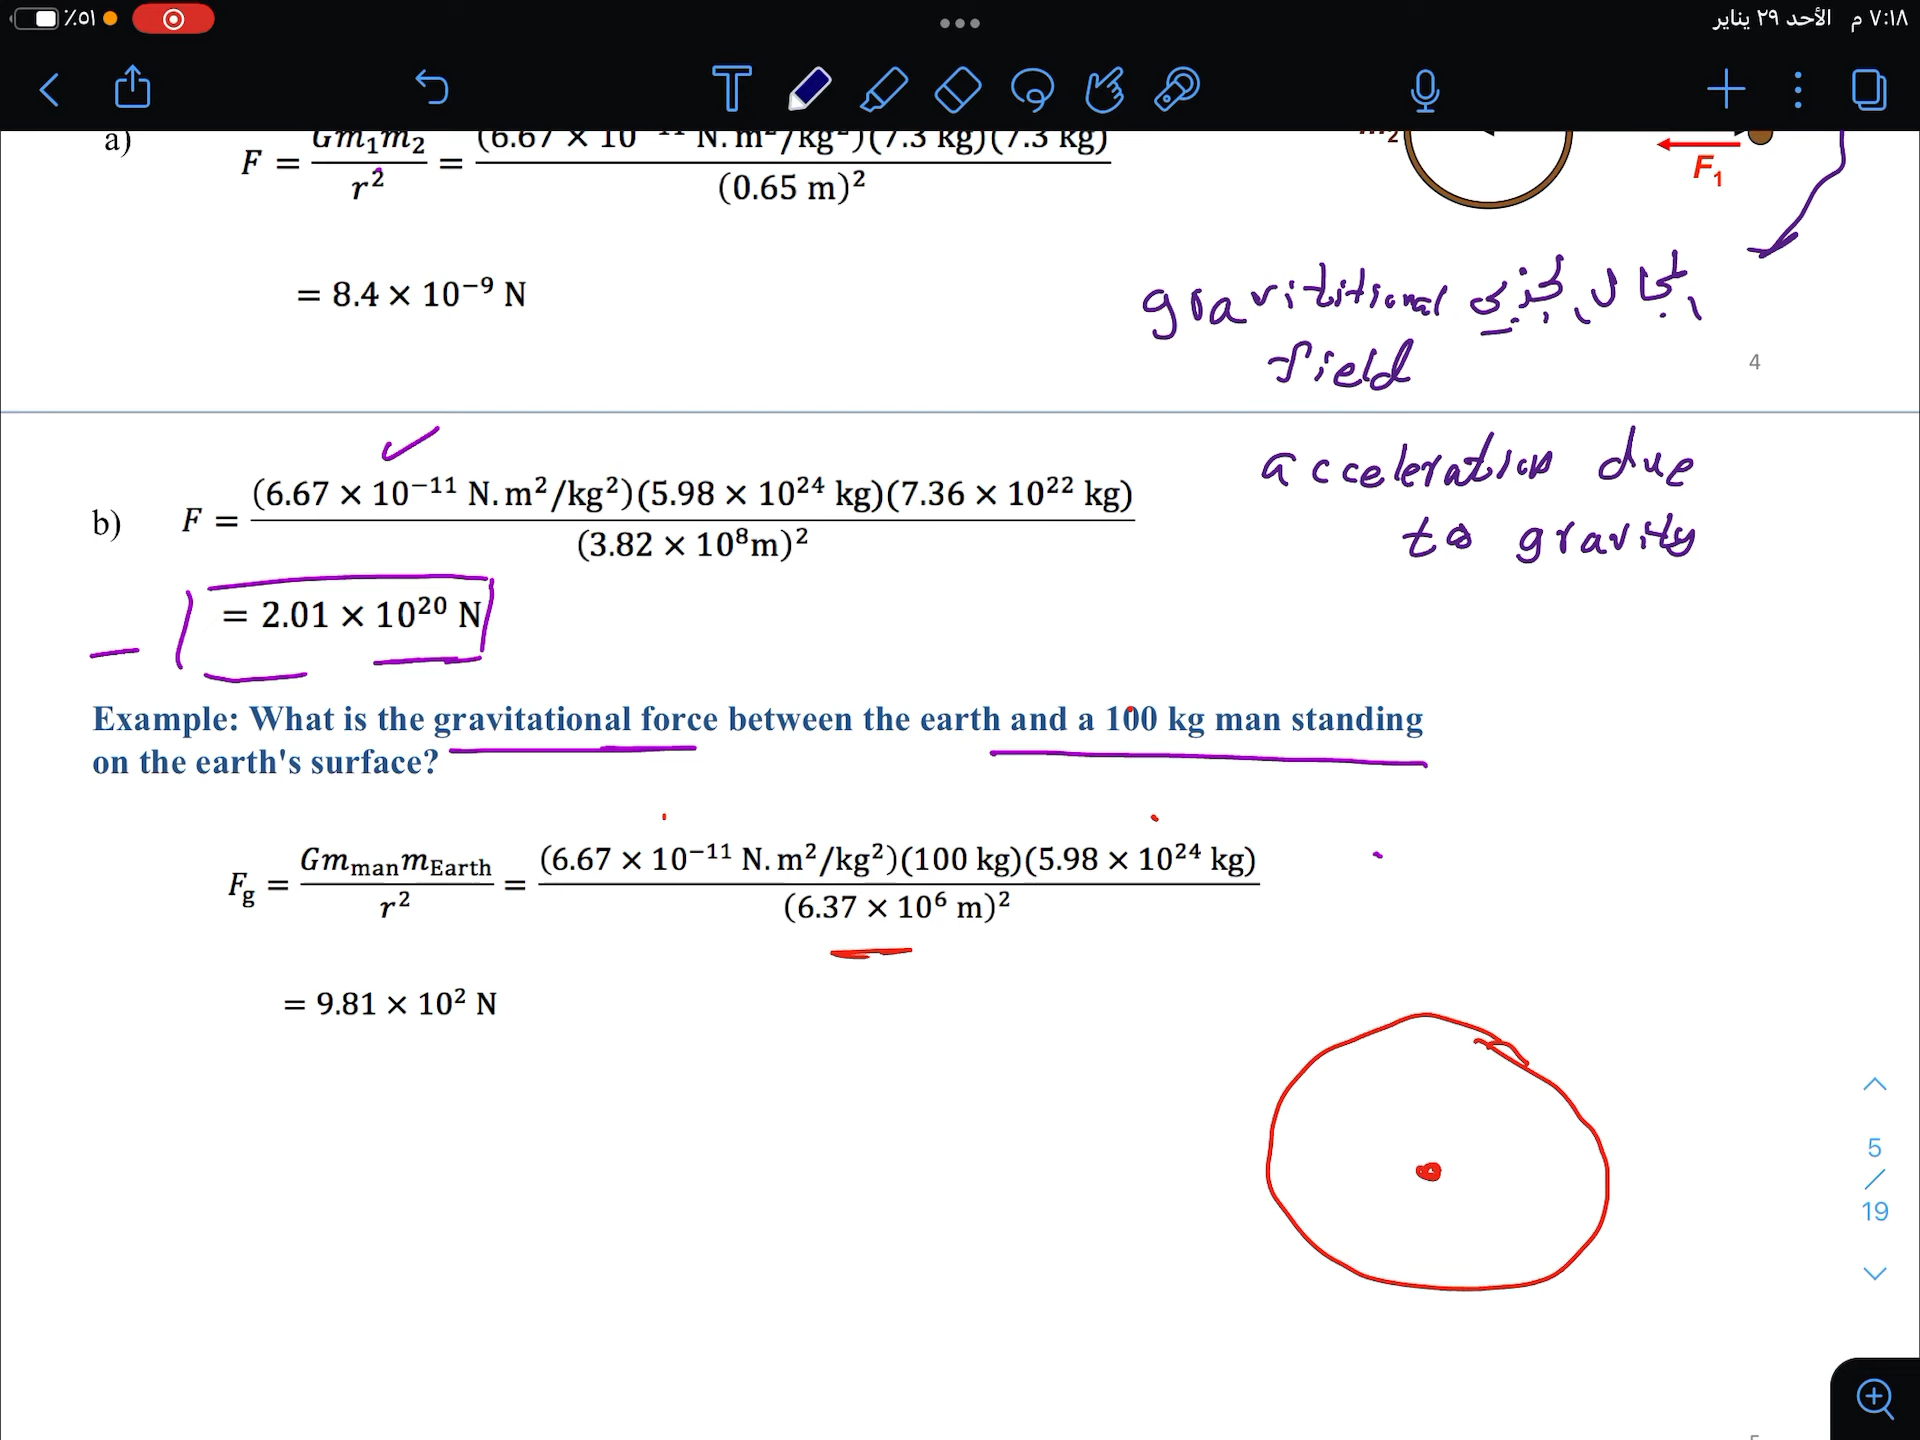 ٪٥١
٧:١٨ م الأحد ٢٩ يناير
a)
F = Gm₁m₂ / r² = (6.67 × 10⁻¹¹ N.m²/kg²)(7.3 kg)(7.3 kg) / (0.65 m)²
m₂
F₁
= 8.4 × 10⁻⁹ N
gravititional
field
4
acceleration due
to gravity
b) F = (6.67 × 10⁻¹¹ N.m²/kg²)(5.98 × 10²⁴ kg)(7.36 × 10²² kg) / (3.82 × 10⁸m)²
= 2.01 × 10²⁰ N
Example: What is the gravitational force between the earth and a 100 kg man standing
on the earth's surface?
F_g = Gm_man m_Earth / r² = (6.67 × 10⁻¹¹ N.m²/kg²)(100 kg)(5.98 × 10²⁴ kg) / (6.37 × 10⁶ m)²
= 9.81 × 10² N
5
/
19